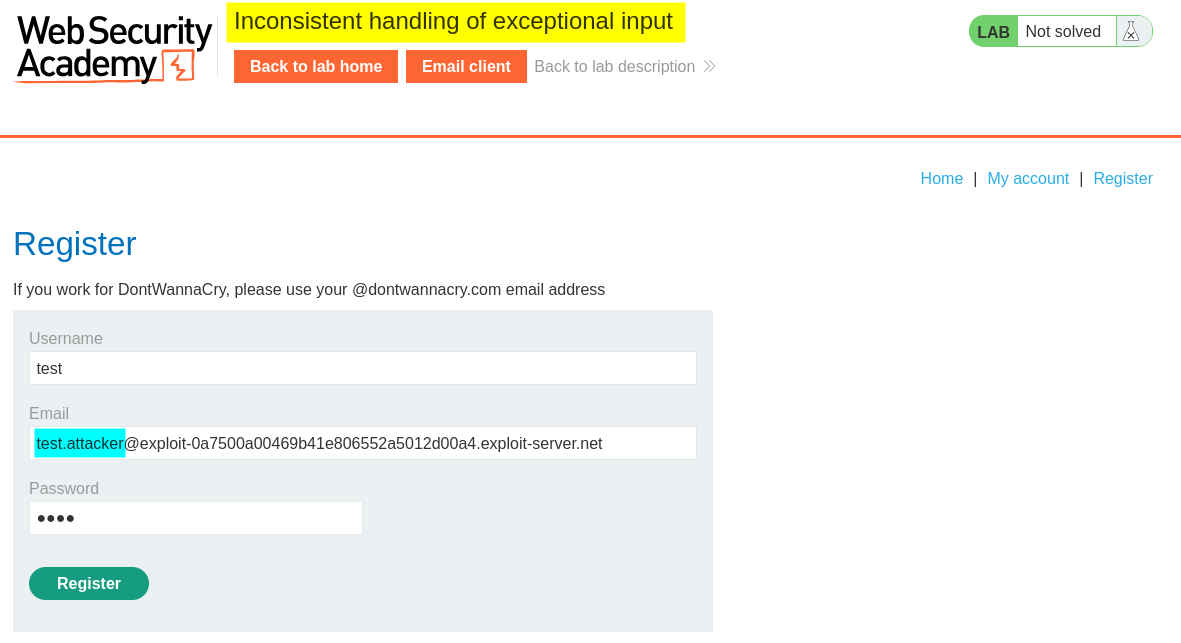 Web Security
Academy
Inconsistent handling of exceptional input
Back to lab home
Email client
Back to lab description
LAB
Not solved
Home | My account | Register
Register
If you work for DontWannaCry, please use your @dontwannacry.com email address
Username
test
Email
test.attacker@exploit-0a7500a00469b41e806552a5012d00a4.exploit-server.net
Password
••••
Register